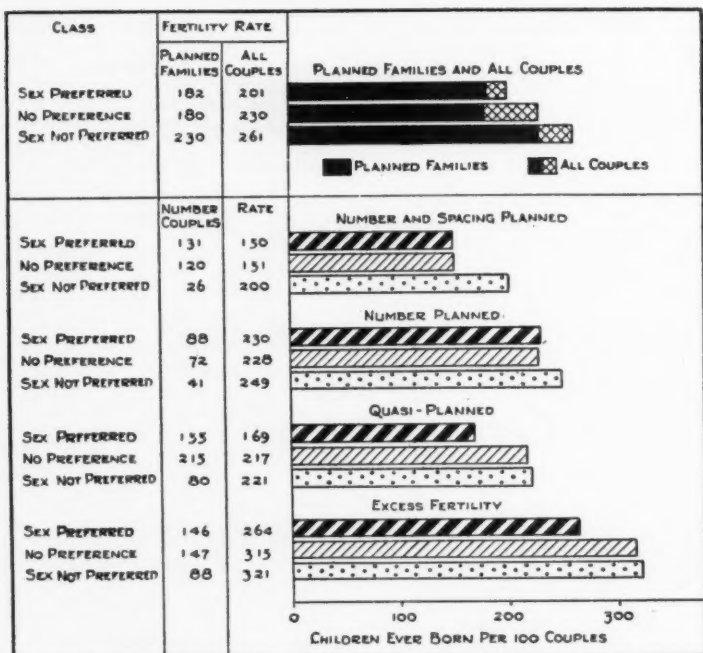 CLASS
FERTILITY RATE
PLANNED FAMILIES
ALL COUPLES
PLANNED FAMILIES AND ALL COUPLES
SEX PREFERRED 182 201
NO PREFERENCE 180 230
SEX NOT PREFERRED 230 261
PLANNED FAMILIES ALL COUPLES
NUMBER COUPLES
RATE
NUMBER AND SPACING PLANNED
SEX PREFERRED 131 150
NO PREFERENCE 120 151
SEX NOT PREFERRED 26 200
NUMBER PLANNED
SEX PREFERRED 88 230
NO PREFERENCE 72 228
SEX NOT PREFERRED 41 249
QUASI-PLANNED
SEX PREFERRED 155 169
NO PREFERENCE 215 217
SEX NOT PREFERRED 80 221
EXCESS FERTILITY
SEX PREFERRED 146 264
NO PREFERENCE 147 315
SEX NOT PREFERRED 88 321
0 100 200 300
CHILDREN EVER BORN PER 100 COUPLES